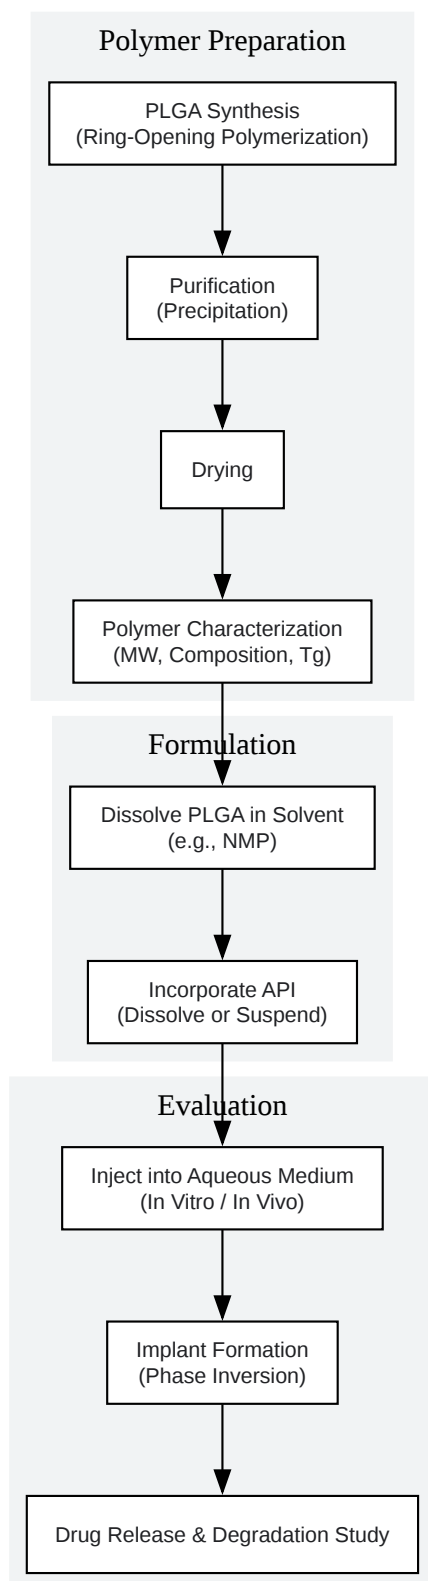 Polymer Preparation
PLGA Synthesis
(Ring-Opening Polymerization)
Purification
(Precipitation)
Drying
Polymer Characterization
(MW, Composition, Tg)
Formulation
Dissolve PLGA in Solvent
(e.g., NMP)
Incorporate API
(Dissolve or Suspend)
Evaluation
Inject into Aqueous Medium
(In Vitro / In Vivo)
Implant Formation
(Phase Inversion)
Drug Release & Degradation Study